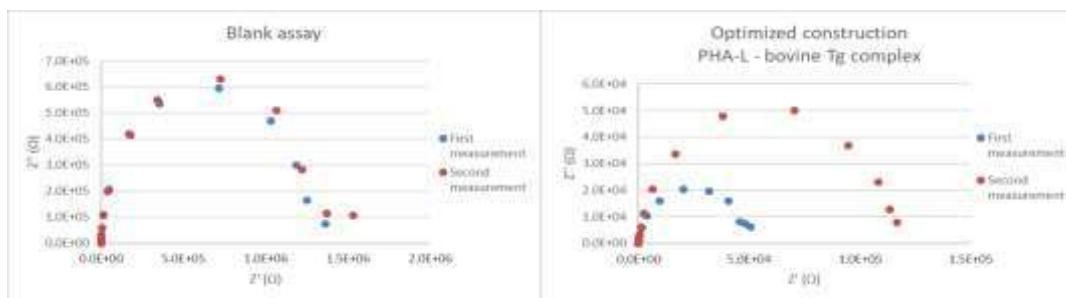 Blank assay
7.0E+05
6.0E+05
5.0E+05
4.0E+05
3.0E+05
2.0E+05
1.0E+05
0.0E+00
Z" (Ω)
0.0E+00 5.0E+05 1.0E+06 1.5E+06 2.0E+06
Z' (Ω)
First
measurement
Second
measurement
Optimized construction
PHA-L - bovine Tg complex
6.0E+04
5.0E+04
4.0E+04
3.0E+04
2.0E+04
1.0E+04
0.0E+00
Z" (Ω)
0.0E+00 5.0E+04 1.0E+05 1.5E+05
Z' (Ω)
First
measurement
Second
measurement